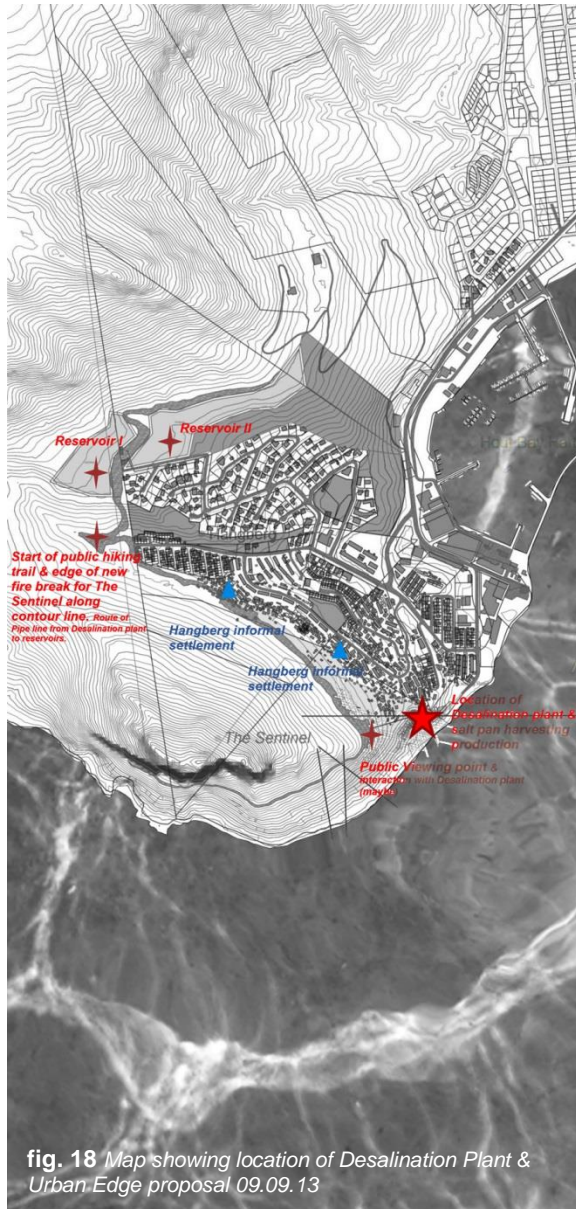 Reservoir I
Reservoir II
Hangberg
Start of public hiking
trail & edge of new
fire break for The
Sentinel along
contour line. Route of
Pipe line from Desalination plant
to reservoirs.
Hangberg informal
settlement
Hangberg informal
settlement
The Sentinel
Location of
Desalination plant &
salt pan harvesting
production
Public Viewing point &
interaction with Desalination plant
(maybe
fig. 18 Map showing location of Desalination Plant &
Urban Edge proposal 09.09.13